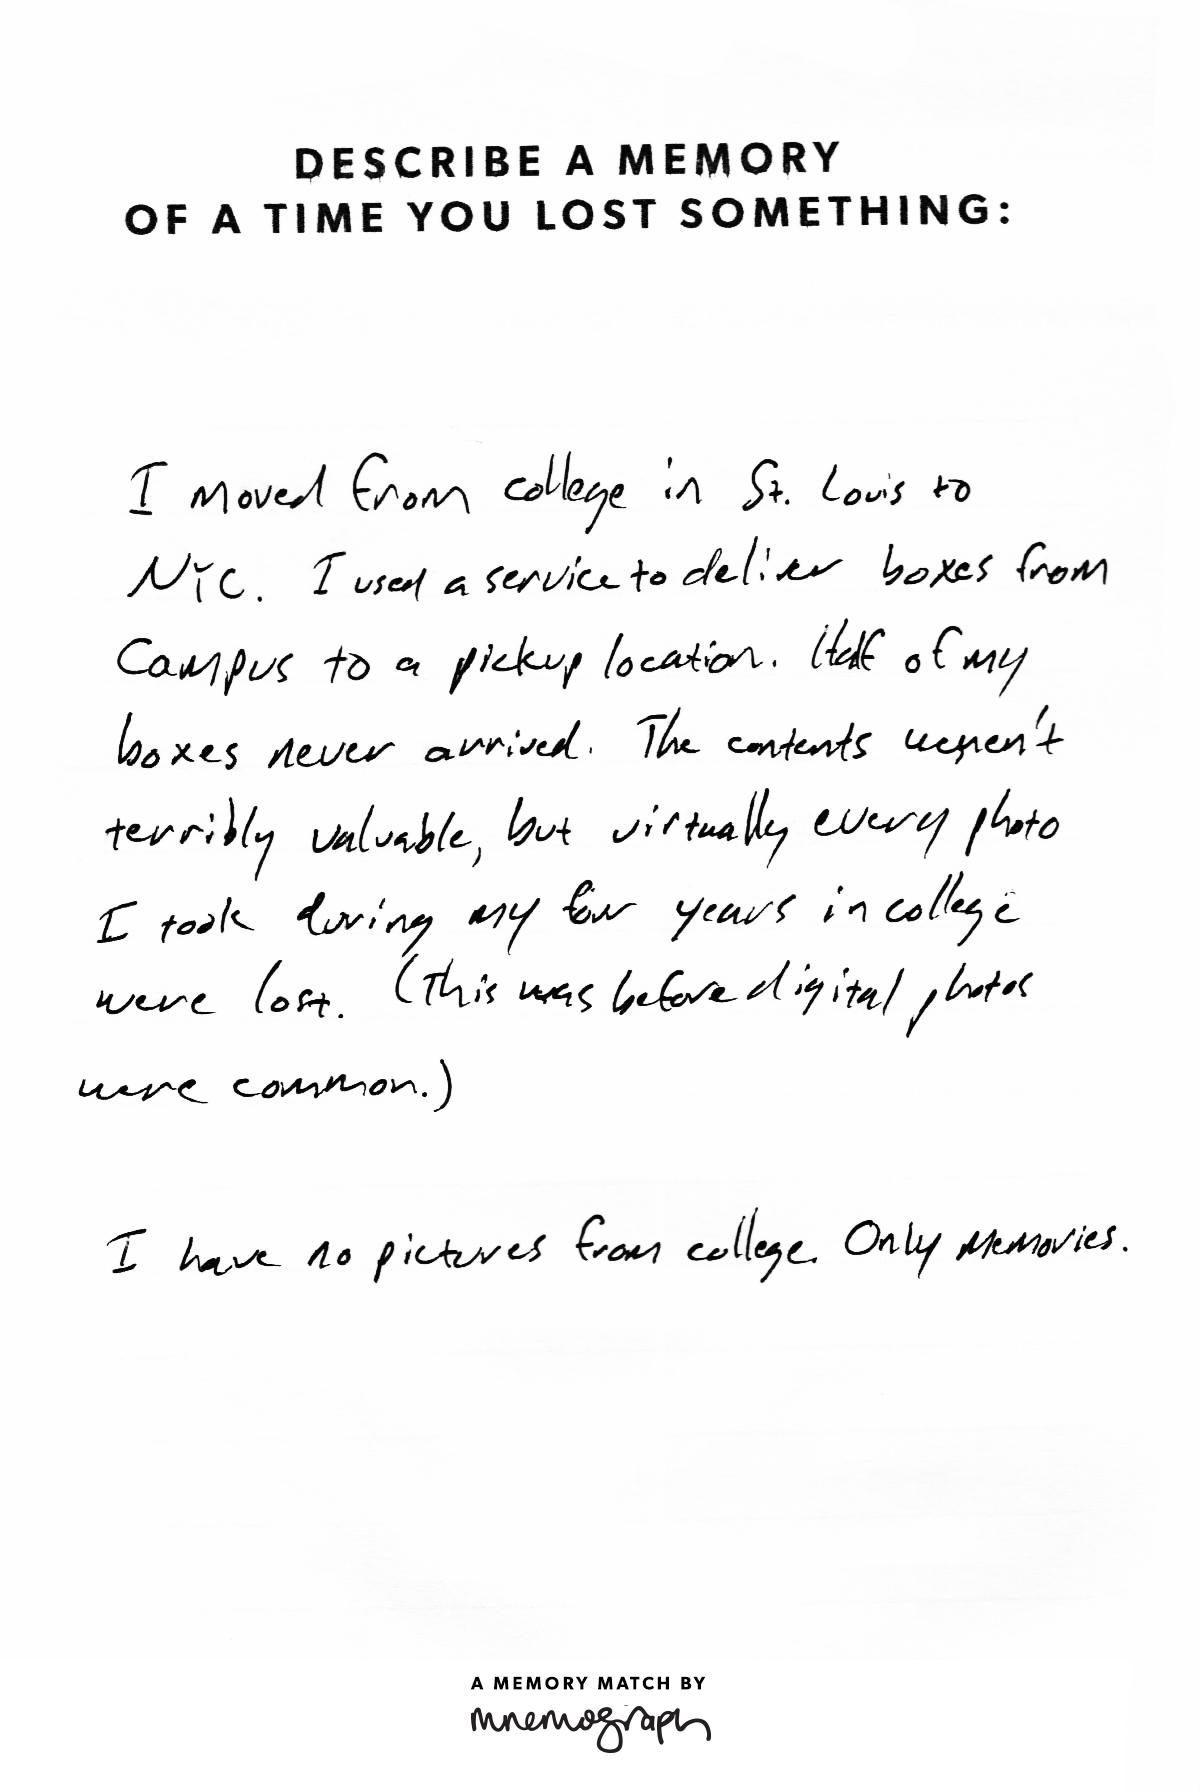 DESCRIBE A MEMORY
OF A TIME YOU LOST SOMETHING:
I moved from college in St. Louis to
NYC. I used a service to deliver boxes from
campus to a pickup location. Half of my
boxes never arrived. The contents weren't
terribly valuable, but virtually every photo
I took during my four years in college
were lost. (This was before digital photos
were common.)
I have no pictures from college. Only memories.
A MEMORY MATCH BY
mnemograph